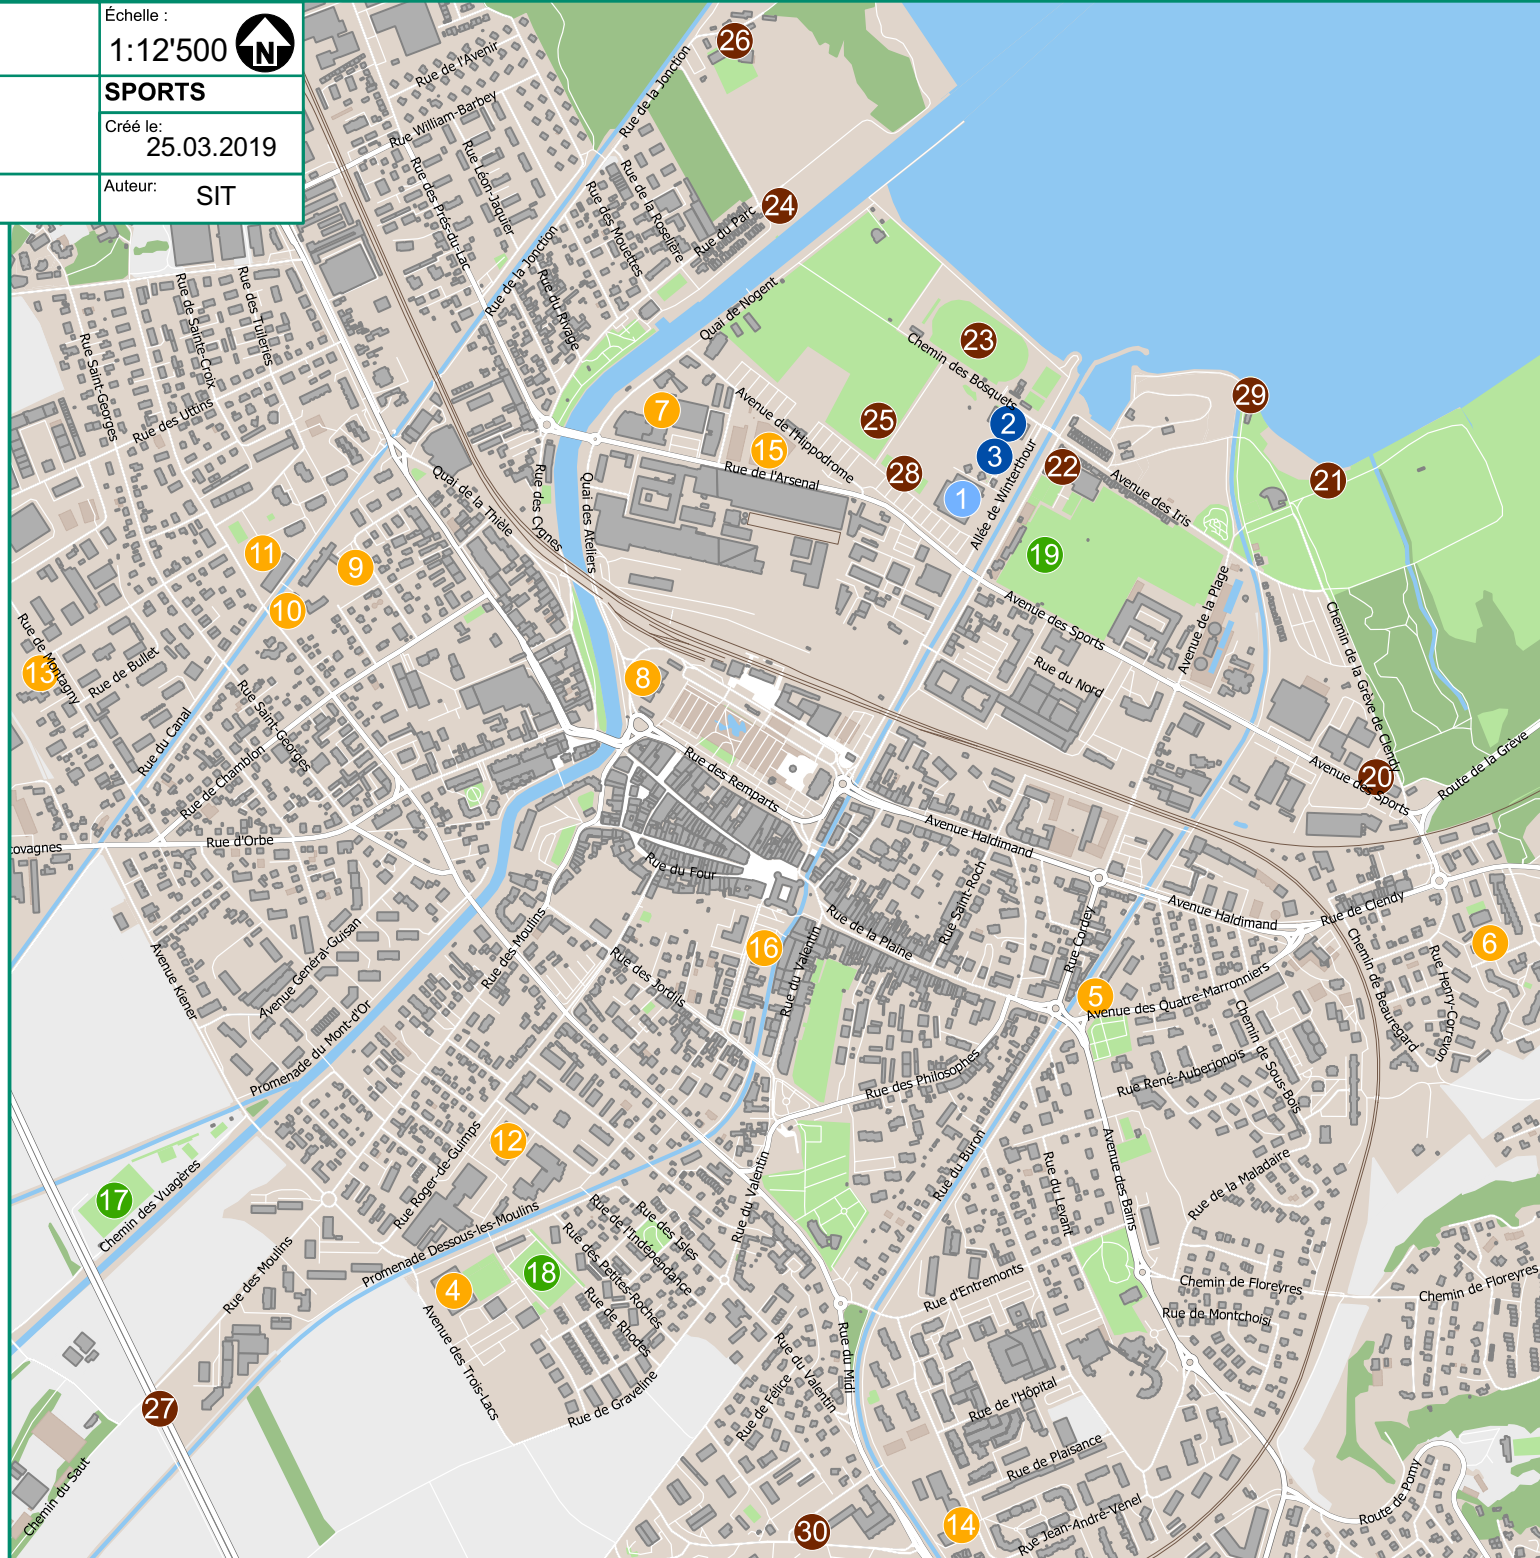 Échelle :
1:12'500
N
SPORTS
Créé le:
25.03.2019
Auteur:
SIT
26
Rue de l'Avenir
Rue de la Jonction
Rue William-Barbey
Rue Léon-Jaquier
Rue des Prés-du-Lac
Rue de la Roselière
Rue des Mouettes
Rue du Parc
24
Rue de la Jonction
Rue du Rivage
Quai de Nogent
Rue des Tuileries
Rue de Sainte-Croix
Rue Saint-Georges
Rue des Uttins
23
Chemin des Bosquets
29
7
Avenue de l'Hippodrome
25
2
3
15
Rue de l'Arsenal
28
22
1
Allée de Winterthour
Avenue des Iris
21
Quai de la Thièle
Rue des Cygnes
Quai des Ateliers
11
9
10
19
Avenue des Sports
Avenue de la Plage
Rue du Nord
Chemin de la Grève de Clendy
13
Rue de Montagny
Rue de Bullet
Rue Saint-Georges
Rue du Canal
Rue de Chamblon
8
Rue des Remparts
20
Avenue des Sports
Route de la Grève
ovagnes
Rue d'Orbe
Rue du Four
Avenue Haldimand
Rue Saint-Roch
Avenue Haldimand
Rue de Clendy
Rue de la Plaine
Rue Cordey
16
6
Rue des Moulins
Rue des Jordils
Rue du Valentin
Avenue Général-Guisan
Avenue Kiener
5
Avenue des Quatre-Marronniers
Chemin de Beauregard
Rue Henry-Correvon
Chemin de Sous-Bois
Promenade du Mont-d'Or
Rue des Philosophes
Rue René-Auberjonois
12
Rue Roger-de-Guimps
Rue du Buron
Rue du Levant
Avenue des Bains
Rue de la Maladaire
17
Chemin des Vuagères
Rue du Valentin
Promenade Dessous-les-Moulins
Rue des Isles
Rue de l'Indépendance
Rue des Petites-Roches
Rue de Rhodes
Rue des Moulins
4
18
Avenue des Trois-Lacs
Rue d'Entremonts
Chemin de Floreyres
Chemin de Floreyres
Rue de Montchoisi
Rue du Midi
Rue du Valentin
Rue de Félice
Rue de Graveline
27
Rue de l'Hôpital
Rue de Plaisance
Chemin du Saut
30
14
Rue Jean-André-Venel
Route de Pomy